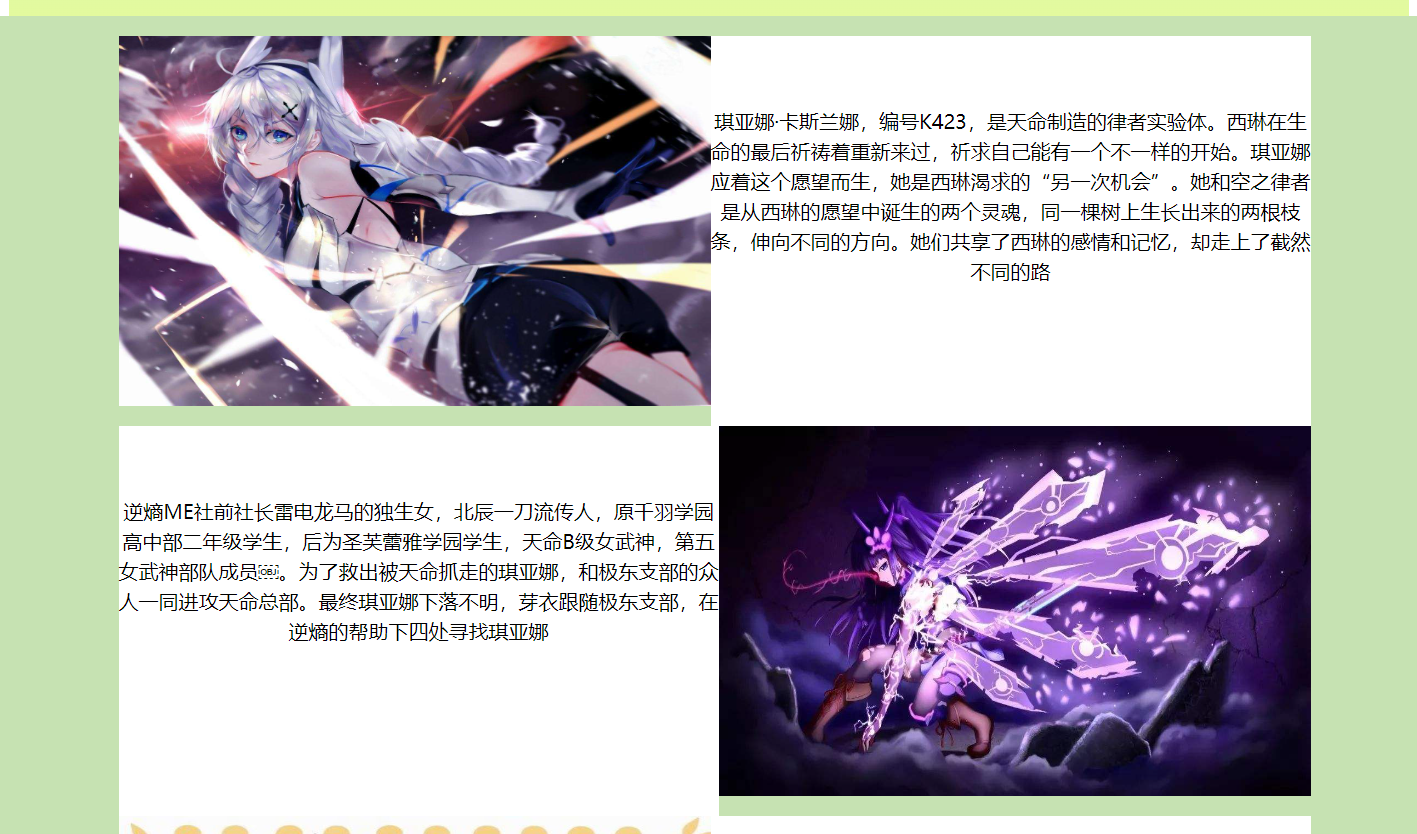 琪亚娜·卡斯兰娜，编号K423，是天命制造的律者实验体。西琳在生
命的最后祈祷着重新来过，祈求自己能有一个不一样的开始。琪亚娜
应着这个愿望而生，她是西琳渴求的“另一次机会”。她和空之律者
是从西琳的愿望中诞生的两个灵魂，同一棵树上生长出来的两根枝
条，伸向不同的方向。她们共享了西琳的感情和记忆，却走上了截然
不同的路
逆熵ME社前社长雷电龙马的独生女，北辰一刀流传人，原千羽学园
高中部二年级学生，后为圣芙蕾雅学园学生，天命B级女武神，第五
女武神部队成员￼。为了救出被天命抓走的琪亚娜，和极东支部的众
人一同进攻天命总部。最终琪亚娜下落不明，芽衣跟随极东支部，在
逆熵的帮助下四处寻找琪亚娜